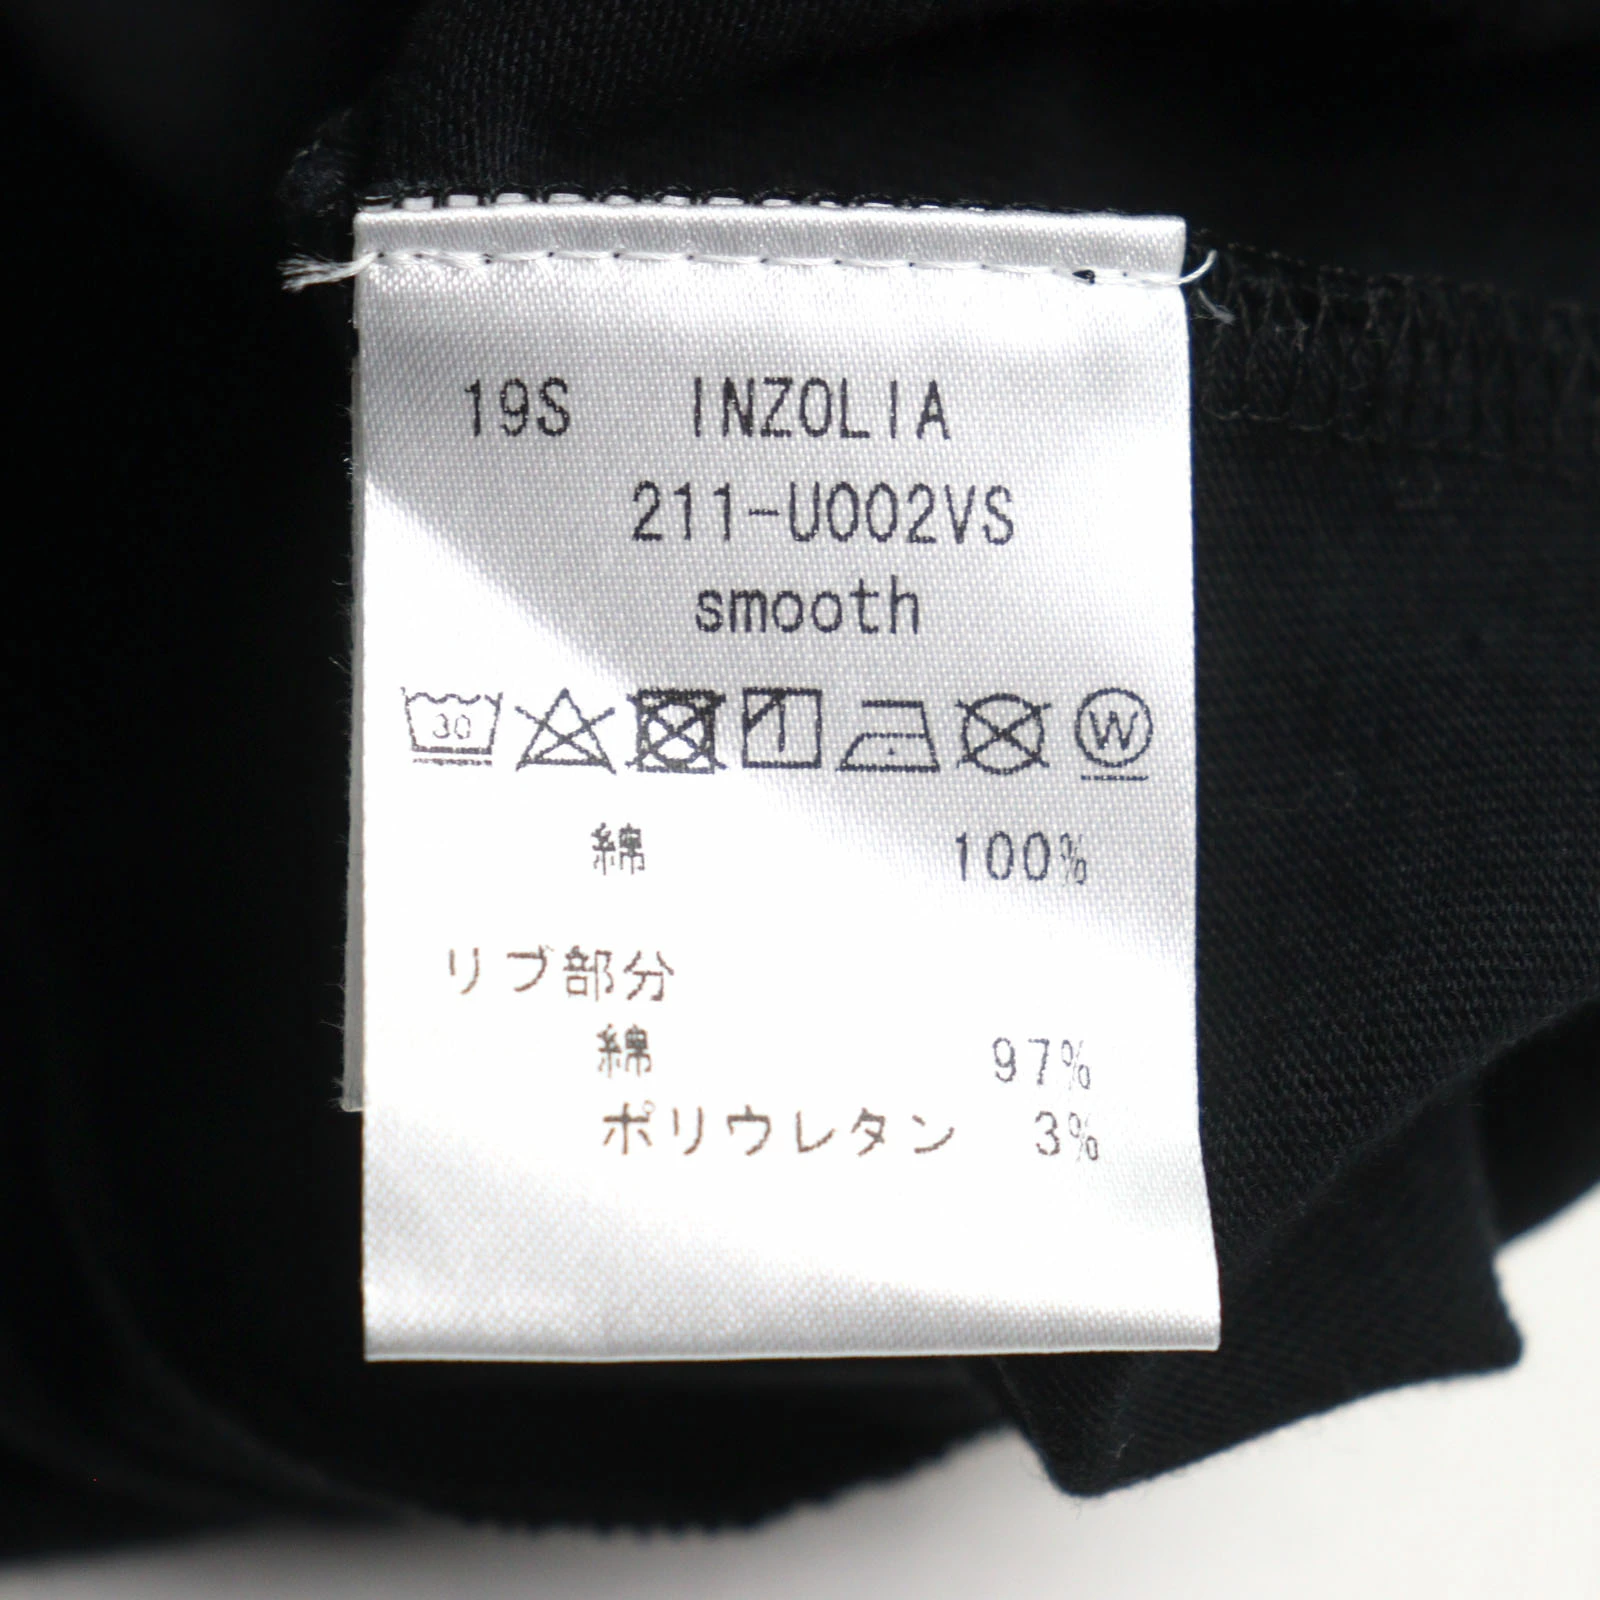 19S INZOLIA
211-U002VS
smooth
30 W
綿 100%
リブ部分
綿 97%
ポリウレタン 3%